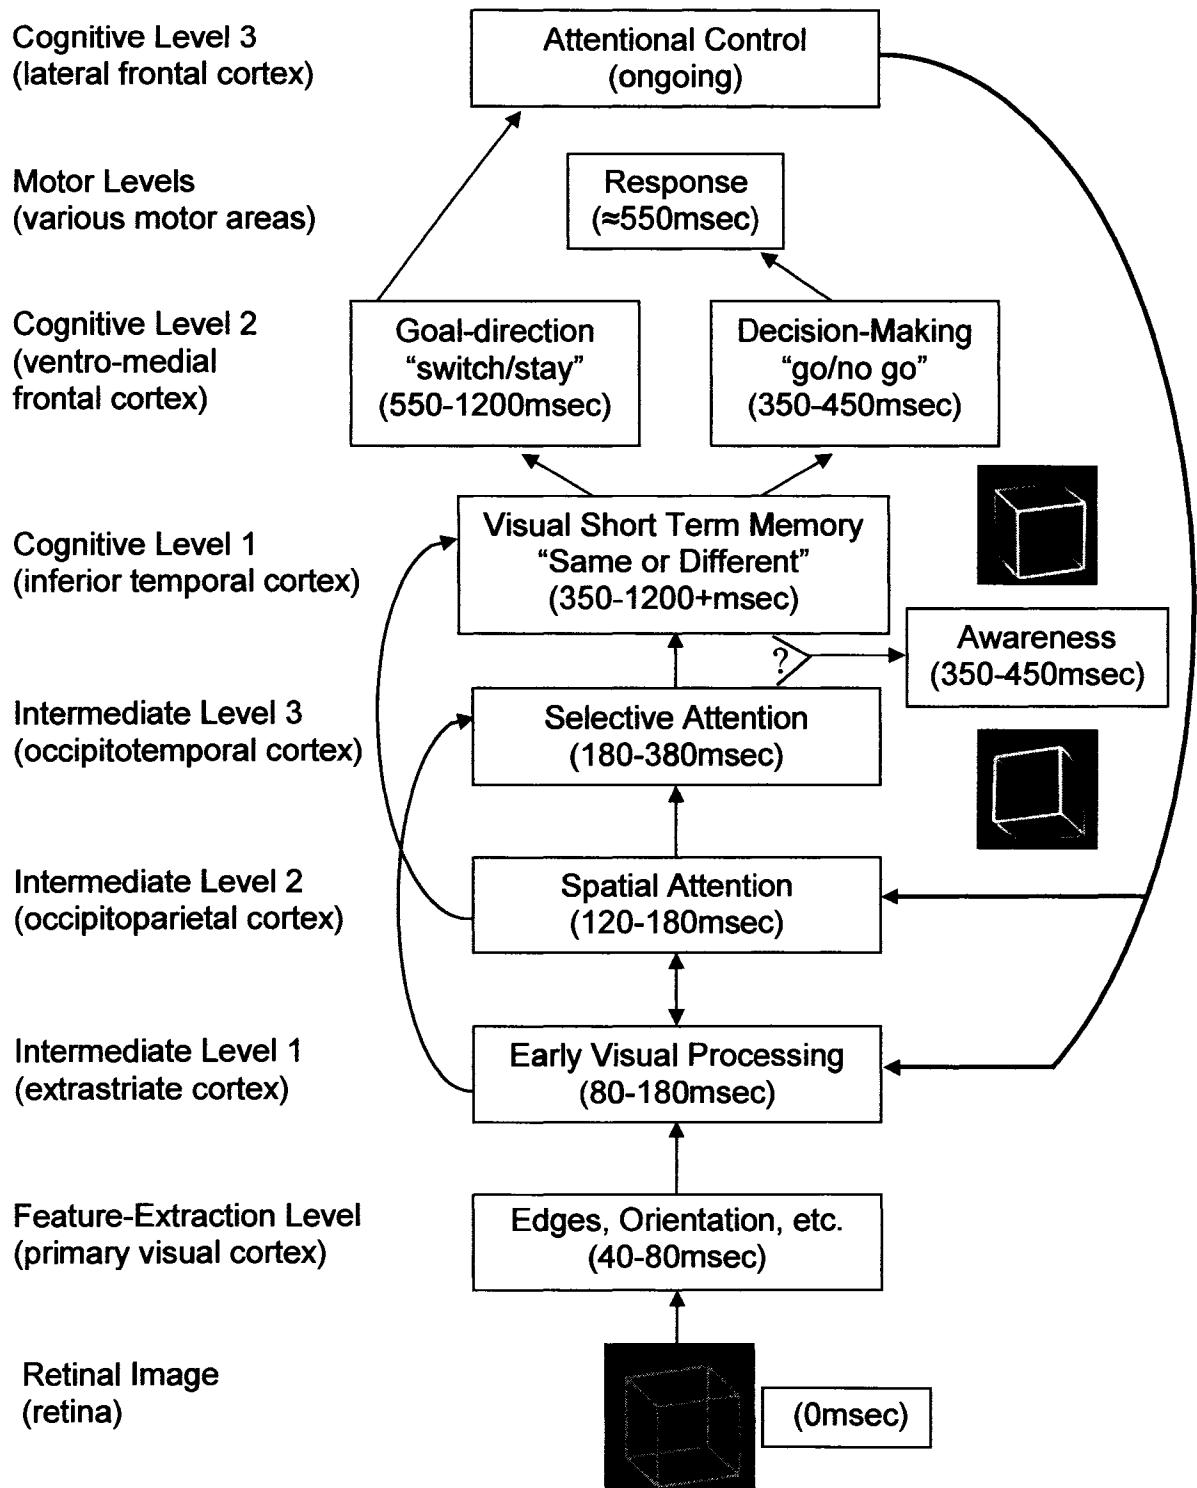 Cognitive Level 3
(lateral frontal cortex)
Attentional Control
(ongoing)
Motor Levels
(various motor areas)
Response
(≈550msec)
Cognitive Level 2
(ventro-medial
frontal cortex)
Goal-direction
“switch/stay”
(550-1200msec)
Decision-Making
“go/no go”
(350-450msec)
Cognitive Level 1
(inferior temporal cortex)
Visual Short Term Memory
“Same or Different”
(350-1200+msec)
?
Awareness
(350-450msec)
Intermediate Level 3
(occipitotemporal cortex)
Selective Attention
(180-380msec)
Intermediate Level 2
(occipitoparietal cortex)
Spatial Attention
(120-180msec)
Intermediate Level 1
(extrastriate cortex)
Early Visual Processing
(80-180msec)
Feature-Extraction Level
(primary visual cortex)
Edges, Orientation, etc.
(40-80msec)
Retinal Image
(retina)
(0msec)